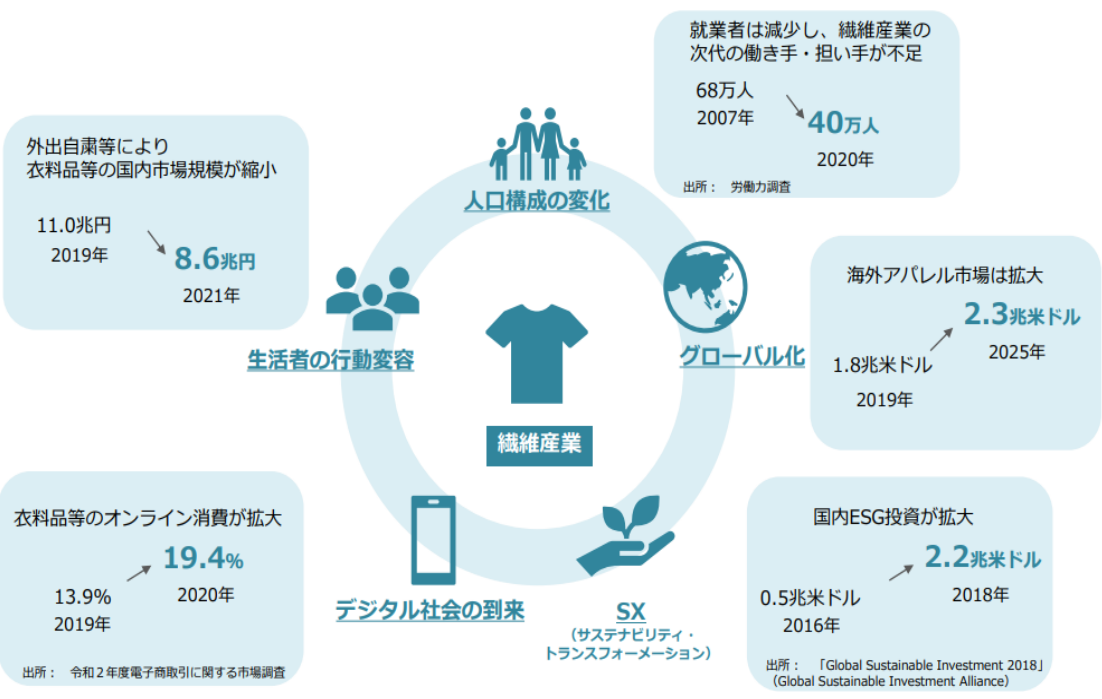 就業者は減少し、繊維産業の
次代の働き手・担い手が不足
68万人
2007年
40万人
2020年
出所： 労働力調査
人口構成の変化
外出自粛等により
衣料品等の国内市場規模が縮小
11.0兆円
2019年
8.6兆円
2021年
生活者の行動変容
海外アパレル市場は拡大
2.3兆米ドル
2025年
1.8兆米ドル
2019年
グローバル化
繊維産業
衣料品等のオンライン消費が拡大
19.4%
2020年
13.9%
2019年
出所： 令和２年度電子商取引に関する市場調査
デジタル社会の到来
SX
（サステナビリティ・
トランスフォーメーション）
国内ESG投資が拡大
2.2兆米ドル
2018年
0.5兆米ドル
2016年
出所： 「Global Sustainable Investment 2018」
（Global Sustainable Investment Alliance）